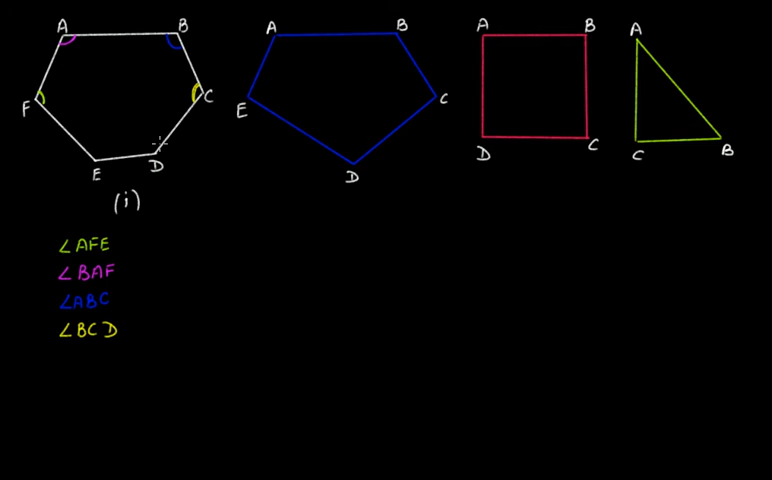 A B
F C
E D
(i)
A B
E C
D
A B
D C
A
C B
∠AFE
∠BAF
∠ABC
∠BCD